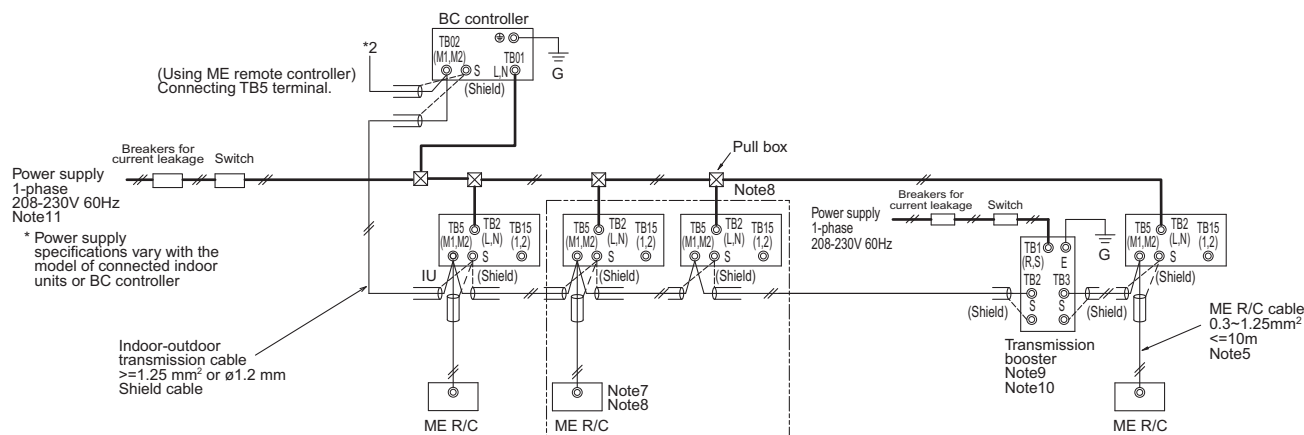 BC controller
*2
TB02
(M1,M2)
S
TB01
L,N
(Shield)
G
(Using ME remote controller)
Connecting TB5 terminal.
Breakers for
current leakage
Switch
Power supply
1-phase
208-230V 60Hz
Note11
* Power supply
specifications vary with the
model of connected indoor
units or BC controller
Pull box
Note8
TB5
(M1,M2)
TB2
(L,N)
TB15
(1,2)
S
(Shield)
IU
TB5
(M1,M2)
TB2
(L,N)
TB15
(1,2)
S
(Shield)
TB5
(M1,M2)
TB2
(L,N)
TB15
(1,2)
S
(Shield)
Breakers for
current leakage
Switch
Power supply
1-phase
208-230V 60Hz
TB1
(R,S)
E
G
TB2
TB3
S
S
(Shield)
Transmission
booster
Note9
Note10
TB5
(M1,M2)
TB2
(L,N)
TB15
(1,2)
S
(Shield)
(Shield)
ME R/C cable
0.3~1.25mm²
<=10m
Note5
Indoor-outdoor
transmission cable
>=1.25 mm² or ø1.2 mm
Shield cable
ME R/C
Note7
Note8
ME R/C
ME R/C